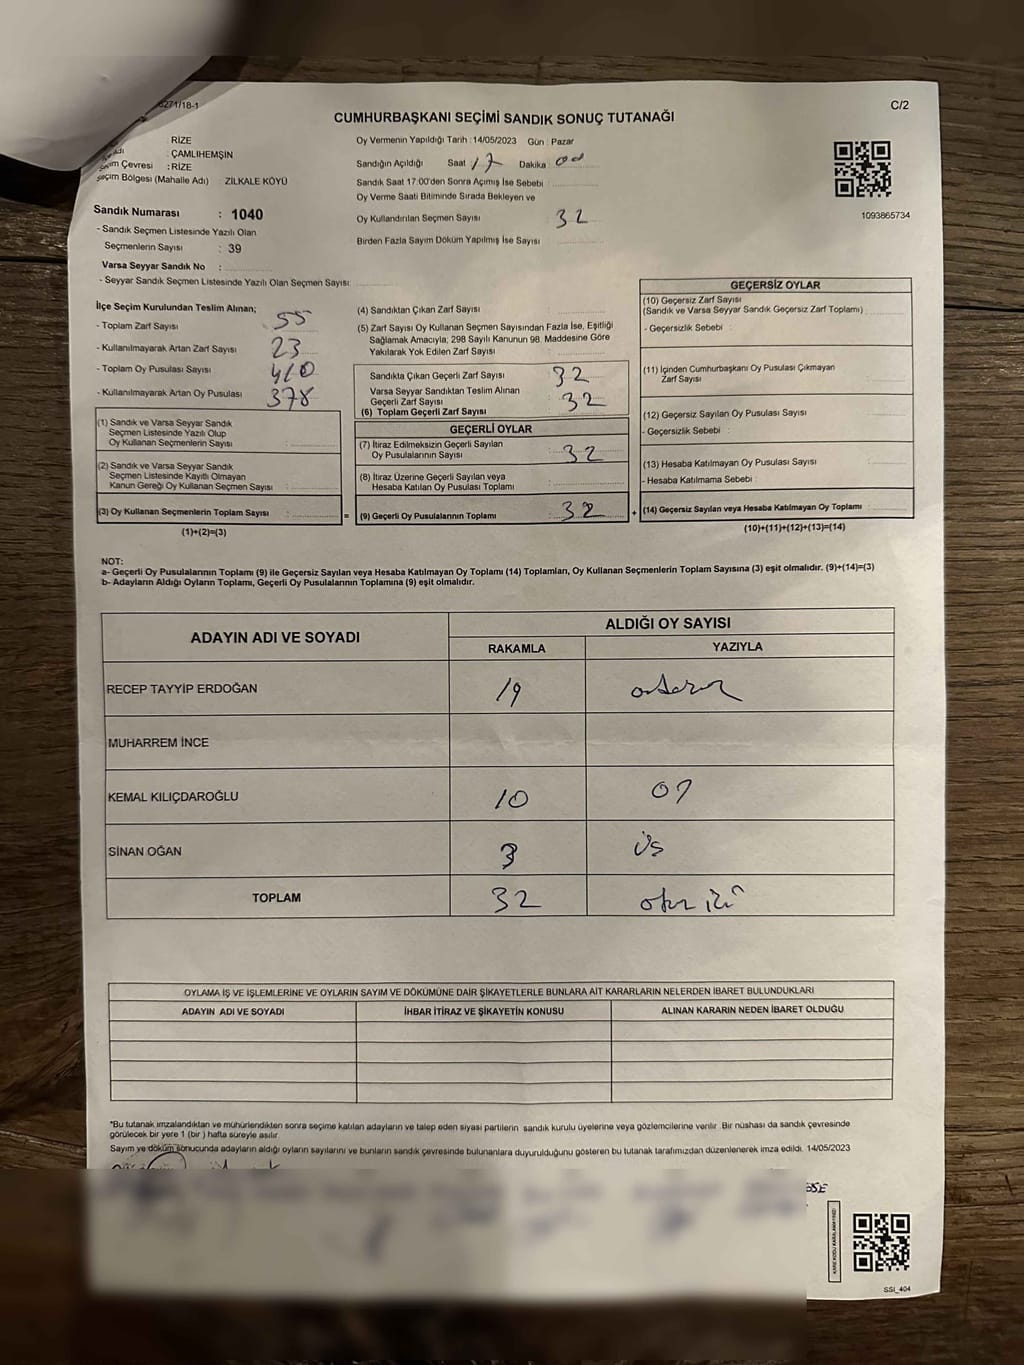 5271/18-1
C/2
CUMHURBAŞKANI SEÇİMİ SANDIK SONUÇ TUTANAĞI
: RİZE
: ÇAMLIHEMŞİN
Seçim Çevresi : RİZE
Seçim Bölgesi (Mahalle Adı) : ZİLKALE KÖYÜ
Sandık Numarası : 1040
- Sandık Seçmen Listesinde Yazılı Olan
Seçmenlerin Sayısı : 39
Varsa Seyyar Sandık No :
- Seyyar Sandık Seçmen Listesinde Yazılı Olan Seçmen Sayısı:
Oy Vermenin Yapıldığı Tarih : 14/05/2023 Gün : Pazar
Sandığın Açıldığı Saat 17 Dakika : 00
Sandık Saat 17:00'den Sonra Açımış İse Sebebi :
Oy Verme Saati Bitiminde Sırada Bekleyen ve
Oy Kullandırılan Seçmen Sayısı : 32
Birden Fazla Sayım Döküm Yapılmış İse Sayısı :
1093865734
İlçe Seçim Kurulundan Teslim Alınan;
- Toplam Zarf Sayısı : 55
- Kullanılmayarak Artan Zarf Sayısı : 23
- Toplam Oy Pusulası Sayısı : 410
- Kullanılmayarak Artan Oy Pusulası : 378
(1) Sandık ve Varsa Seyyar Sandık
Seçmen Listesinde Yazılı Olup
Oy Kullanan Seçmenlerin Sayısı :
(2) Sandık ve Varsa Seyyar Sandık
Seçmen Listesinde Kayıtlı Olmayan
Kanun Gereği Oy Kullanan Seçmen Sayısı :
(3) Oy Kullanan Seçmenlerin Toplam Sayısı : =
(1)+(2)=(3)
(4) Sandıktan Çıkan Zarf Sayısı :
(5) Zarf Sayısı Oy Kullanan Seçmen Sayısından Fazla İse, Eşitliği
Sağlamak Amacıyla; 298 Sayılı Kanunun 98. Maddesine Göre
Yakılarak Yok Edilen Zarf Sayısı :
Sandıkta Çıkan Geçerli Zarf Sayısı : 32
Varsa Seyyar Sandıktan Teslim Alınan
Geçerli Zarf Sayısı : 32
(6) Toplam Geçerli Zarf Sayısı
GEÇERLİ OYLAR
(7) İtiraz Edilmeksizin Geçerli Sayılan
Oy Pusulalarının Sayısı : 32
(8) İtiraz Üzerine Geçerli Sayılan veya
Hesaba Katılan Oy Pusulası Toplamı :
(9) Geçerli Oy Pusulalarının Toplamı : 32 +
GEÇERSİZ OYLAR
(10) Geçersiz Zarf Sayısı
(Sandık ve Varsa Seyyar Sandık Geçersiz Zarf Toplamı) :
- Geçersizlik Sebebi :
(11) İçinden Cumhurbaşkanı Oy Pusulası Çıkmayan
Zarf Sayısı :
(12) Geçersiz Sayılan Oy Pusulası Sayısı :
- Geçersizlik Sebebi :
(13) Hesaba Katılmayan Oy Pusulası Sayısı :
- Hesaba Katılmama Sebebi :
(14) Geçersiz Sayılan veya Hesaba Katılmayan Oy Toplamı :
(10)+(11)+(12)+(13)=(14)
NOT:
a- Geçerli Oy Pusulalarının Toplamı (9) ile Geçersiz Sayılan veya Hesaba Katılmayan Oy Toplamı (14) Toplamları, Oy Kullanan Seçmenlerin Toplam Sayısına (3) eşit olmalıdır. (9)+(14)=(3)
b- Adayların Aldığı Oyların Toplamı, Geçerli Oy Pusulalarının Toplamına (9) eşit olmalıdır.
ADAYIN ADI VE SOYADI
ALDIĞI OY SAYISI
RAKAMLA YAZIYLA
RECEP TAYYİP ERDOĞAN 19
MUHARREM İNCE
KEMAL KILIÇDAROĞLU 10 on
SİNAN OĞAN 3 üç
TOPLAM 32 otuz iki
OYLAMA İŞ VE İŞLEMLERİNE VE OYLARIN SAYIM VE DÖKÜMÜNE DAİR ŞİKAYETLERLE BUNLARA AİT KARARLARIN NELERDEN İBARET BULUNDUKLARI
ADAYIN ADI VE SOYADI İHBAR İTİRAZ VE ŞİKAYETİN KONUSU ALINAN KARARIN NEDEN İBARET OLDUĞU
*Bu tutanak imzalandıktan ve mühürlendikten sonra seçime katılan adayların ve talep eden siyasi partilerin sandık kurulu üyelerine veya gözlemcilerine verilir. Bir nüshası da sandık çevresinde
görülecek bir yere 1 (bir) hafta süreyle asılır.
Sayım ve döküm sonucunda adayların aldığı oyların sayılarını ve bunların sandık çevresinde bulunanlara duyurulduğunu gösteren bu tutanak tarafımızdan düzenlenerek imza edildi. 14/05/2023
SSI_404